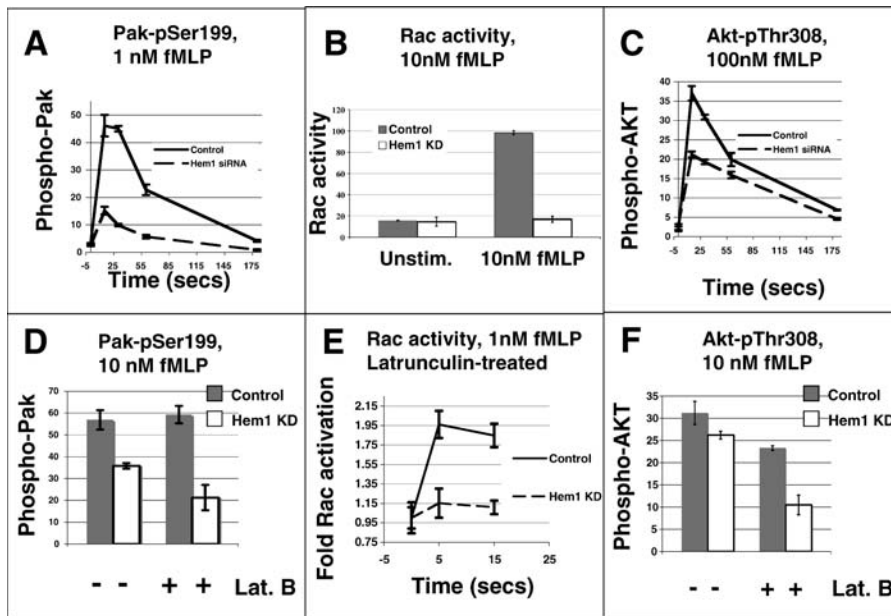 A
Pak-pSer199,
1 nM fMLP
Phospho-Pak
50
40
30
20
10
0
Control
Hem1 siRNA
-5 25 55 85 115 145 175
Time (secs)
B
Rac activity,
10nM fMLP
Rac activity
120
100
80
60
40
20
0
Control
Hem1 KD
Unstim. 10nM fMLP
C
Akt-pThr308,
100nM fMLP
Phospho-AKT
40
35
30
25
20
15
10
5
0
Control
Hem1 siRNA
-5 25 55 85 115 145 175
Time (secs)
D
Pak-pSer199,
10 nM fMLP
Phospho-Pak
70
60
50
40
30
20
10
0
Control
Hem1 KD
- - + + Lat. B
E
Rac activity, 1nM fMLP
Latrunculin-treated
Fold Rac activation
2.15
1.95
1.75
1.55
1.35
1.15
0.95
0.75
Control
Hem1 KD
-5 5 15 25
Time (secs)
F
Akt-pThr308,
10 nM fMLP
Phospho-AKT
35
30
25
20
15
10
5
0
Control
Hem1 KD
- - + + Lat. B